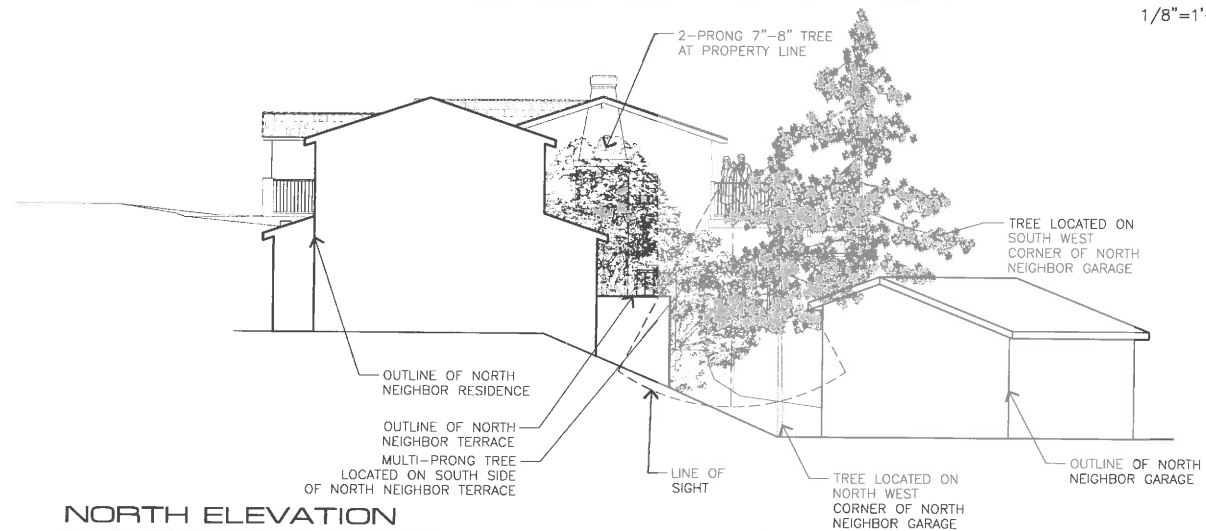 1/8"=1'-
2-PRONG 7"-8" TREE
AT PROPERTY LINE
TREE LOCATED ON
SOUTH WEST
CORNER OF NORTH
NEIGHBOR GARAGE
OUTLINE OF NORTH
NEIGHBOR RESIDENCE
OUTLINE OF NORTH
NEIGHBOR TERRACE
MULTI-PRONG TREE
LOCATED ON SOUTH SIDE
OF NORTH NEIGHBOR TERRACE
LINE OF
SIGHT
TREE LOCATED ON
NORTH WEST
CORNER OF NORTH
NEIGHBOR GARAGE
OUTLINE OF NORTH
NEIGHBOR GARAGE
NORTH ELEVATION